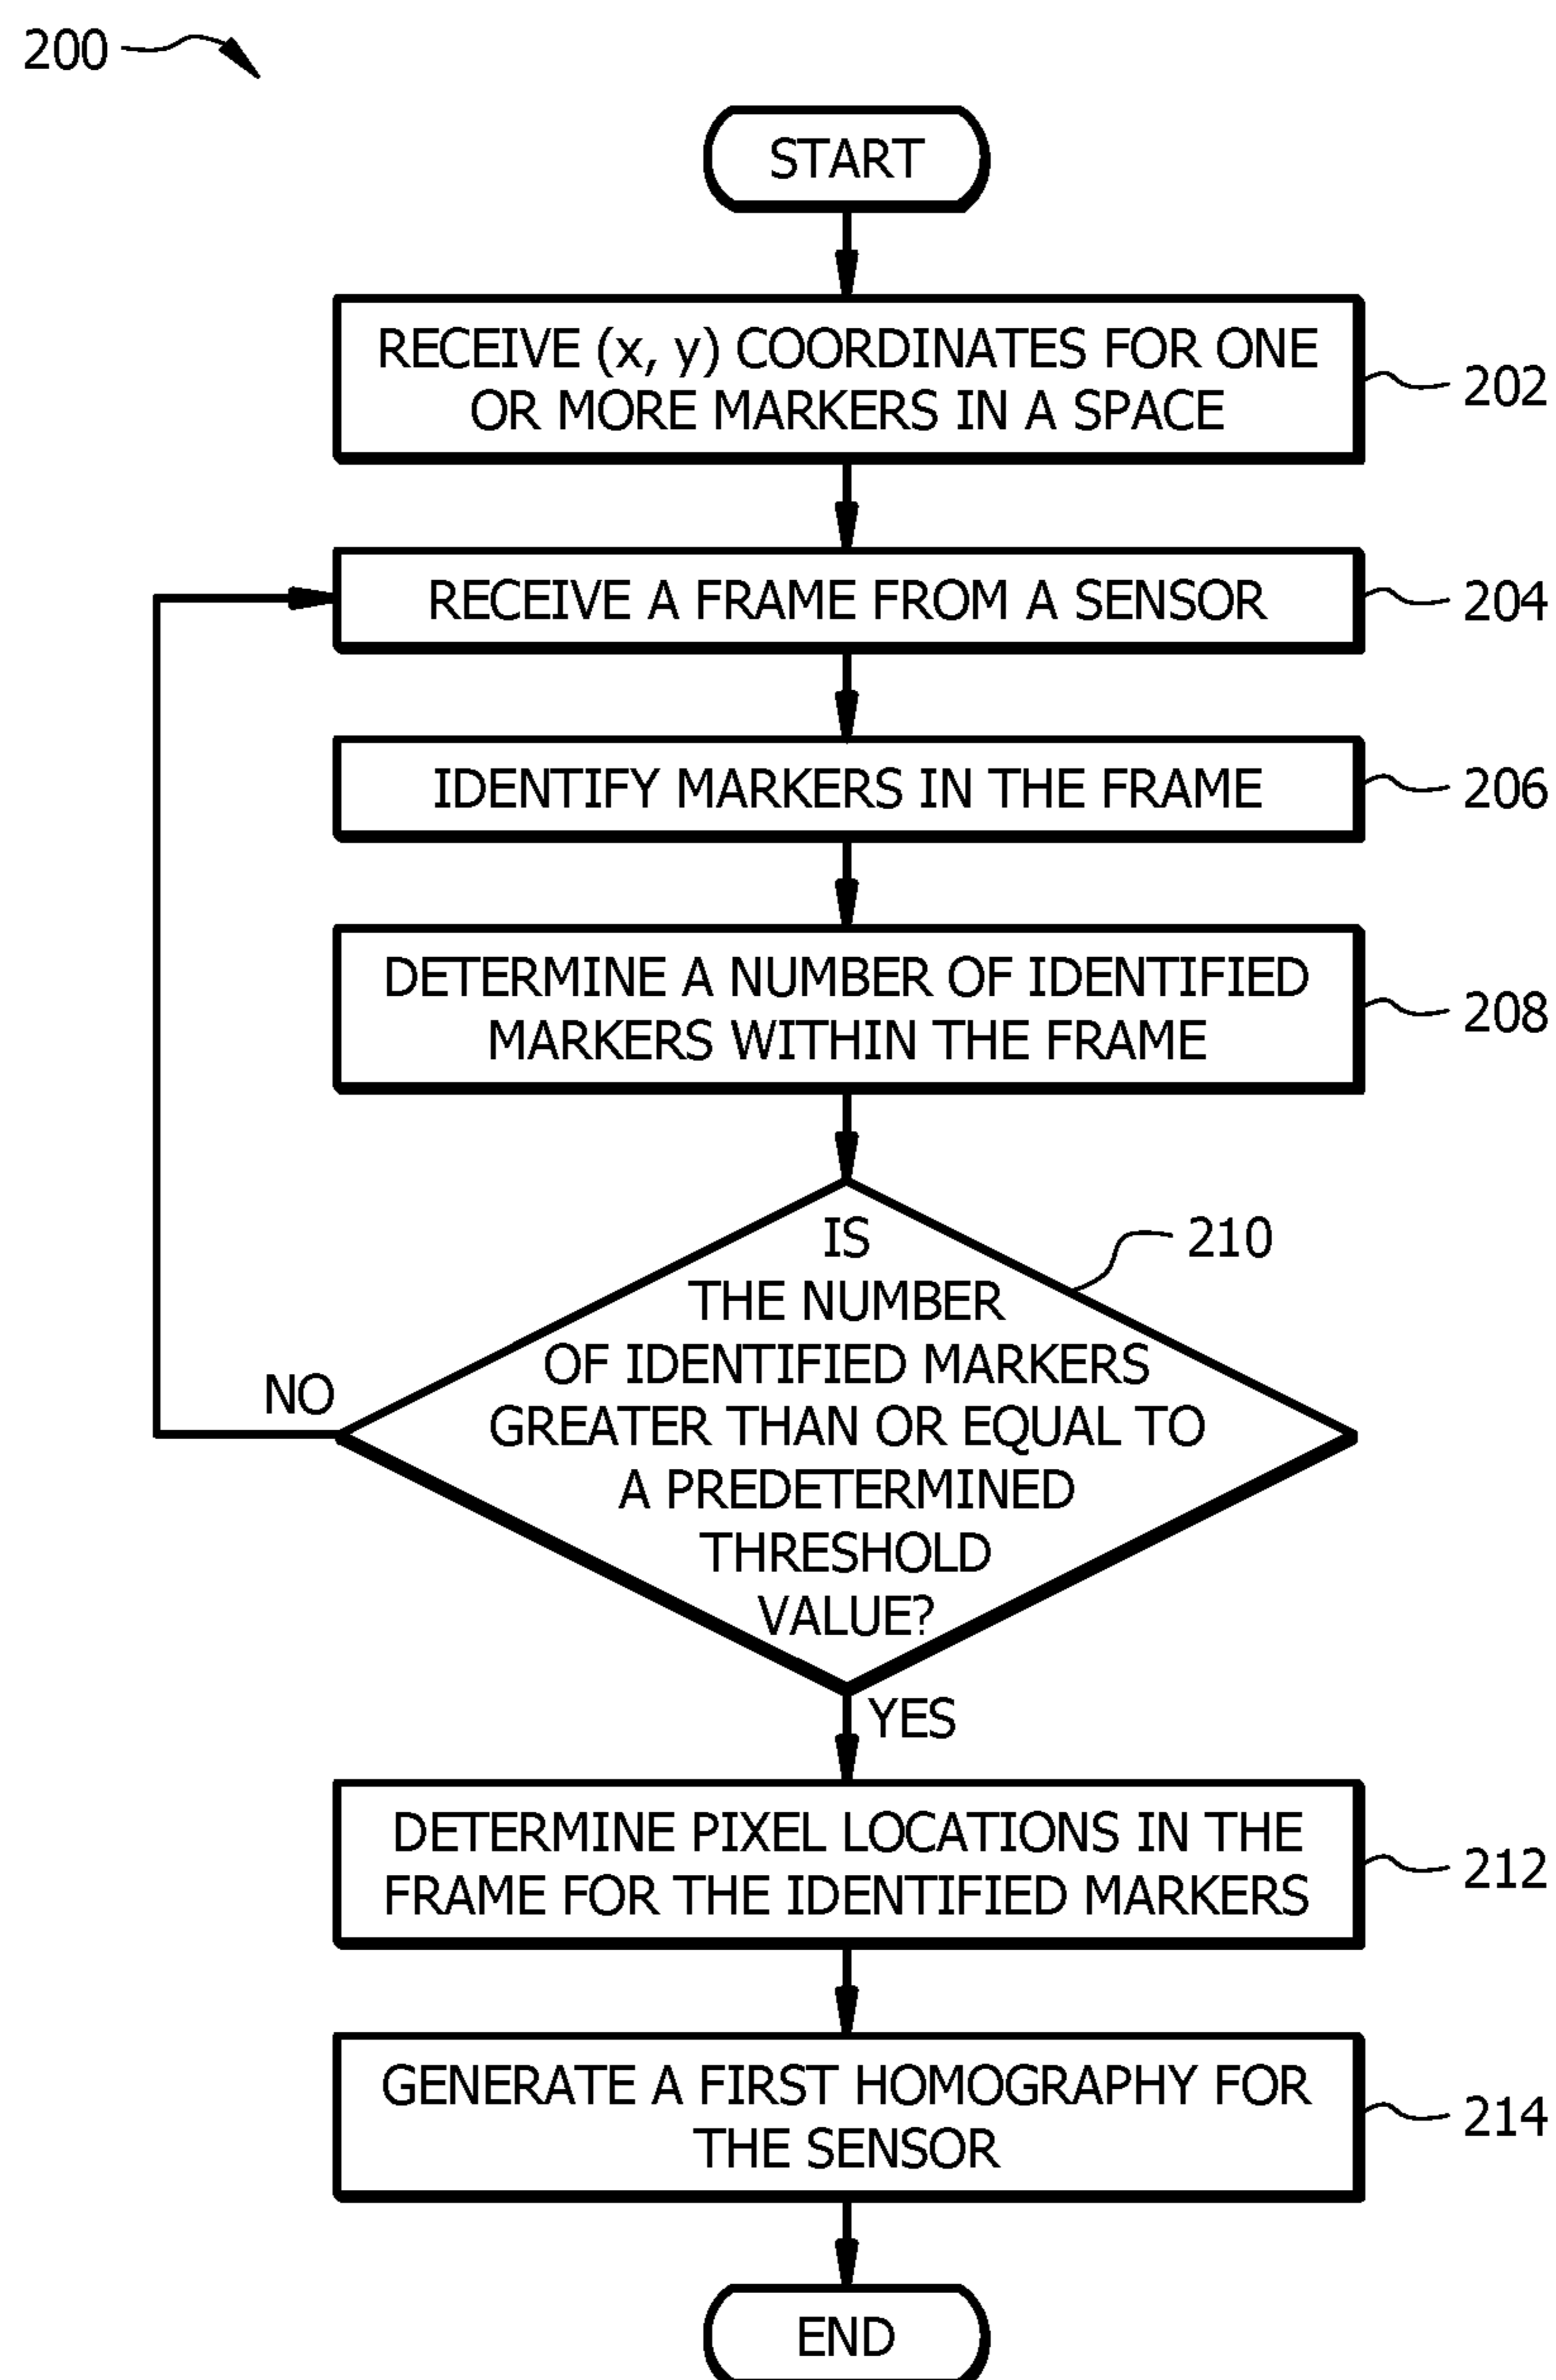 200
START
RECEIVE (x, y) COORDINATES FOR ONE
OR MORE MARKERS IN A SPACE
202
RECEIVE A FRAME FROM A SENSOR
204
IDENTIFY MARKERS IN THE FRAME
206
DETERMINE A NUMBER OF IDENTIFIED
MARKERS WITHIN THE FRAME
208
IS
THE NUMBER
OF IDENTIFIED MARKERS
GREATER THAN OR EQUAL TO
A PREDETERMINED
THRESHOLD
VALUE?
210
NO
YES
DETERMINE PIXEL LOCATIONS IN THE
FRAME FOR THE IDENTIFIED MARKERS
212
GENERATE A FIRST HOMOGRAPHY FOR
THE SENSOR
214
END